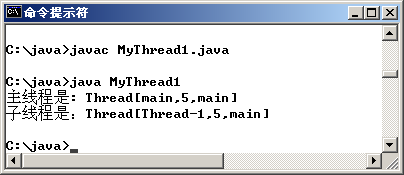 命令提示符
C:\java>javac MyThread1.java
C:\java>java MyThread1
主线程是: Thread[main,5,main]
子线程是: Thread[Thread-1,5,main]
C:\java>_